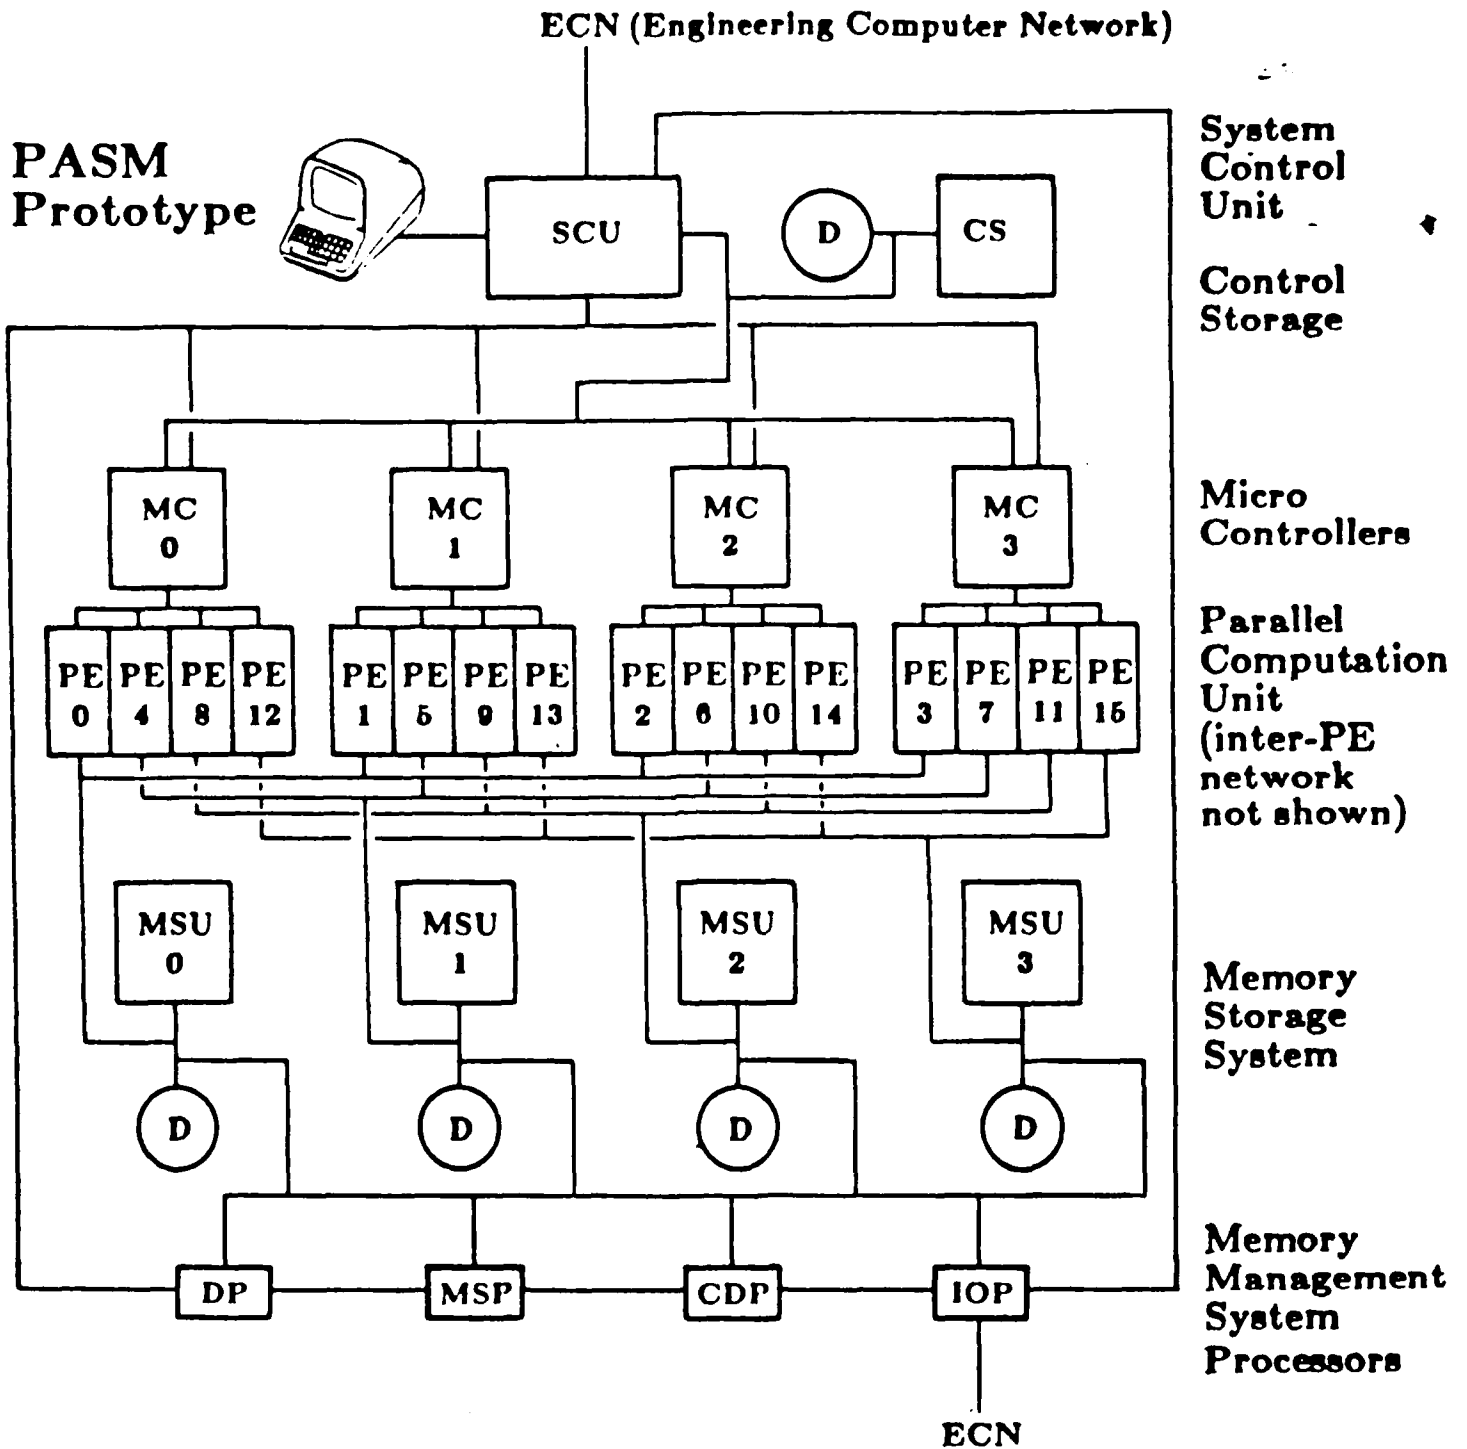 ECN (Engineering Computer Network)
PASM
Prototype
SCU
D
CS
System
Control
Unit
Control
Storage
MC
0
MC
1
MC
2
MC
3
Micro
Controllers
PE
0
PE
4
PE
8
PE
12
PE
1
PE
5
PE
9
PE
13
PE
2
PE
6
PE
10
PE
14
PE
3
PE
7
PE
11
PE
15
Parallel
Computation
Unit
(inter-PE
network
not shown)
MSU
0
MSU
1
MSU
2
MSU
3
Memory
Storage
System
D
D
D
D
DP
MSP
CDP
IOP
Memory
Management
System
Processors
ECN